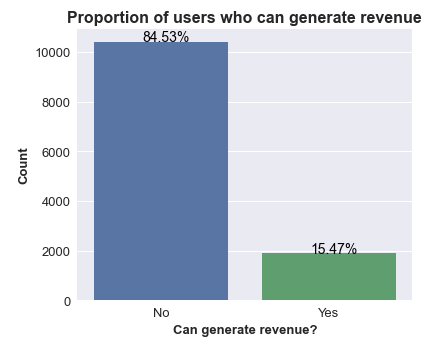 Proportion of users who can generate revenue
84.53%
15.47%
10000
8000
6000
4000
2000
0
Count
No Yes
Can generate revenue?